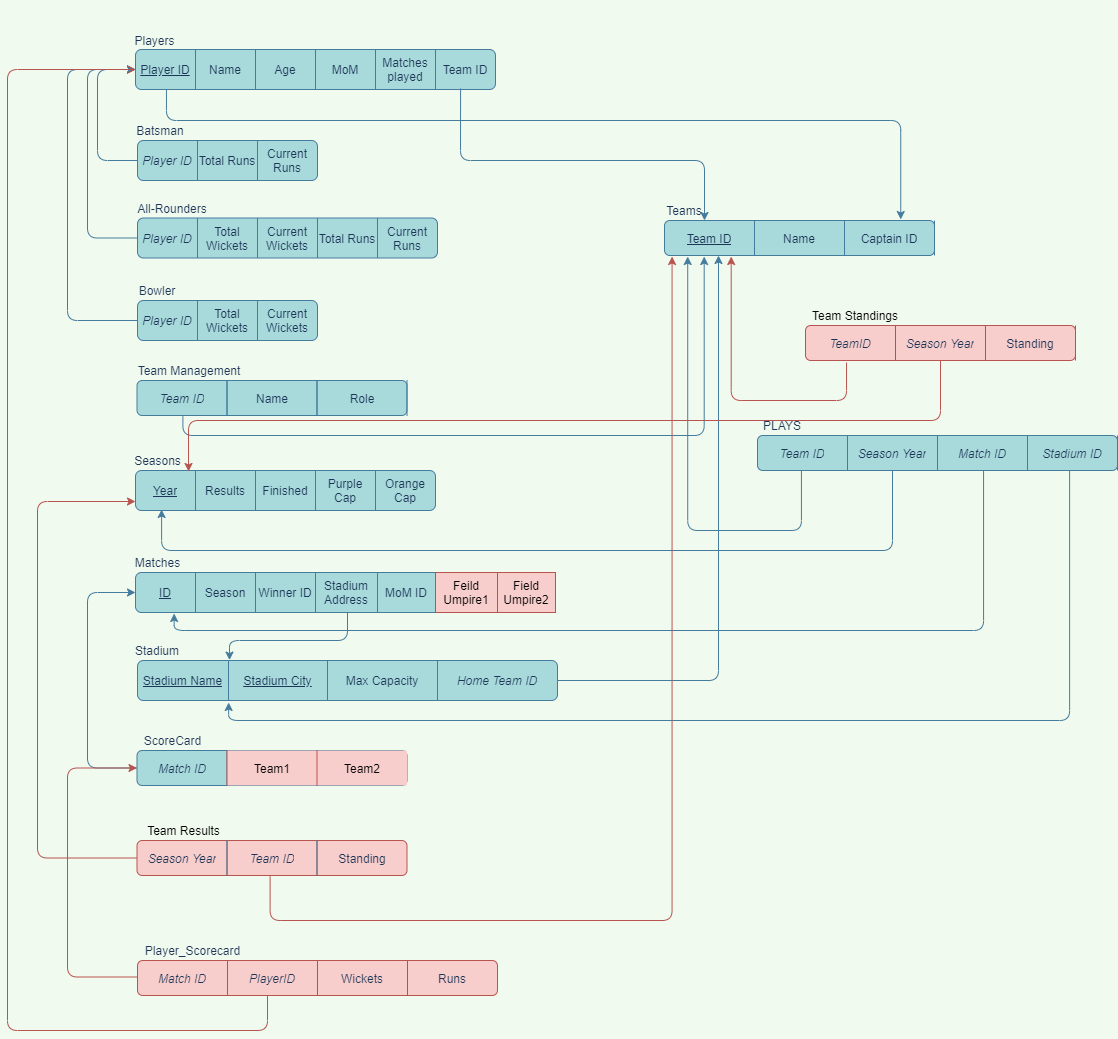 Players
Player ID Name Age MoM Matches played Team ID
Batsman
Player ID Total Runs Current Runs
All-Rounders
Player ID Total Wickets Current Wickets Total Runs Current Runs
Teams
Team ID Name Captain ID
Bowler
Player ID Total Wickets Current Wickets
Team Standings
TeamID Season Year Standing
Team Management
Team ID Name Role
PLAYS
Team ID Season Year Match ID Stadium ID
Seasons
Year Results Finished Purple Cap Orange Cap
Matches
ID Season Winner ID Stadium Address MoM ID Feild Umpire1 Field Umpire2
Stadium
Stadium Name Stadium City Max Capacity Home Team ID
ScoreCard
Match ID Team1 Team2
Team Results
Season Year Team ID Standing
Player_Scorecard
Match ID PlayerID Wickets Runs